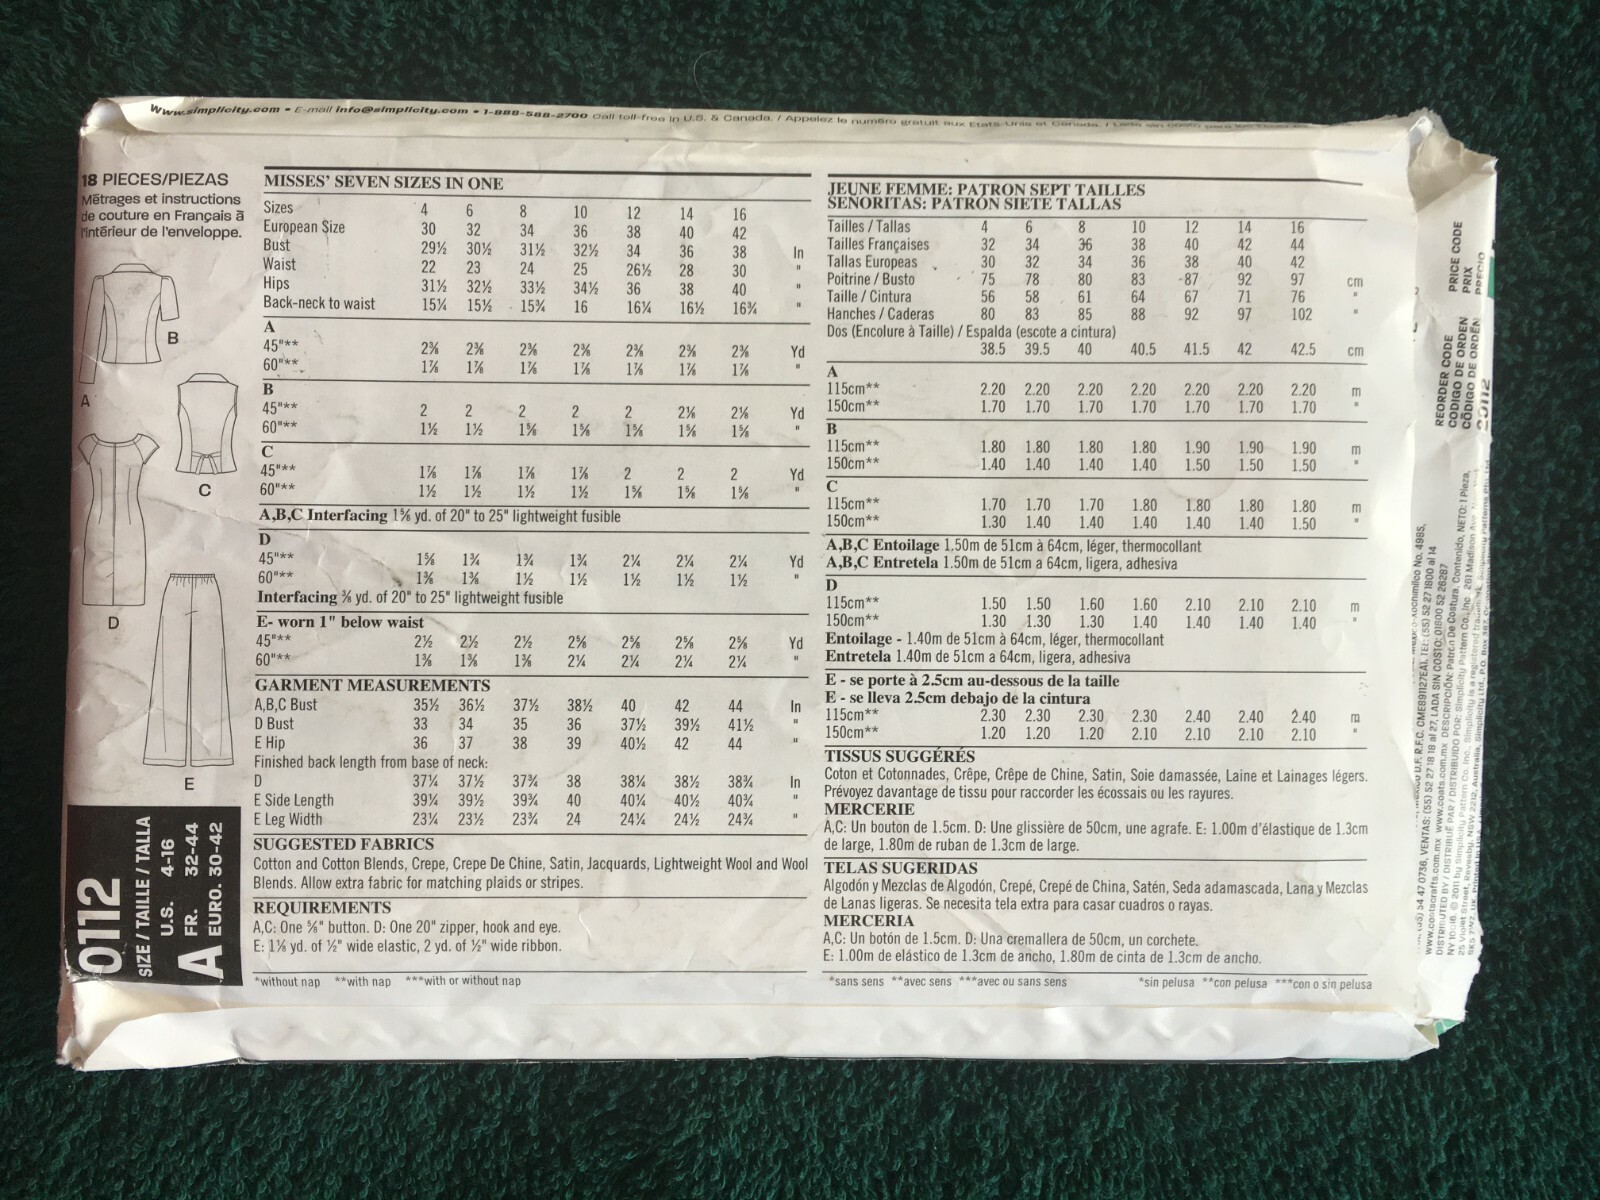 www.simplicity.com • E-mail info@simplicity.com • 1-888-588-2700 Call toll-free in U.S. & Canada. / Appelez le numéro gratuit aux Etats-Unis et Canada. /
18 PIECES/PIEZAS
Métrages et instructions
de couture en Français à
l'intérieur de l'enveloppe.
B
A
C
D
E
0112
SIZE / TAILLE / TALLA
U.S. 4-16
FR. 32-44
EURO. 30-42
A
MISSES' SEVEN SIZES IN ONE
Sizes 4 6 8 10 12 14 16
European Size 30 32 34 36 38 40 42
Bust 29½ 30½ 31½ 32½ 34 36 38 In
Waist 22 23 24 25 26½ 28 30 "
Hips 31½ 32½ 33½ 34½ 36 38 40 "
Back-neck to waist 15¼ 15½ 15¾ 16 16¼ 16½ 16¾ "
A
45"** 2⅜ 2⅜ 2⅜ 2⅜ 2⅜ 2⅜ 2⅜ Yd
60"** 1⅞ 1⅞ 1⅞ 1⅞ 1⅞ 1⅞ 1⅞ "
B
45"** 2 2 2 2 2 2⅛ 2⅛ Yd
60"** 1½ 1½ 1⅝ 1⅝ 1⅝ 1⅝ 1⅝ "
C
45"** 1⅞ 1⅞ 1⅞ 1⅞ 2 2 2 Yd
60"** 1½ 1½ 1½ 1½ 1⅝ 1⅝ 1⅝ "
A,B,C Interfacing 1⅝ yd. of 20" to 25" lightweight fusible
D
45"** 1⅝ 1¾ 1¾ 1¾ 2¼ 2¼ 2¼ Yd
60"** 1⅜ 1⅜ 1½ 1½ 1½ 1½ 1½ "
Interfacing ⅜ yd. of 20" to 25" lightweight fusible
E- worn 1" below waist
45"** 2½ 2½ 2½ 2⅝ 2⅝ 2⅝ 2⅝ Yd
60"** 1⅜ 1⅜ 1⅜ 2¼ 2¼ 2¼ 2¼ "
GARMENT MEASUREMENTS
A,B,C Bust 35½ 36½ 37½ 38½ 40 42 44 In
D Bust 33 34 35 36 37½ 39½ 41½ "
E Hip 36 37 38 39 40½ 42 44 "
Finished back length from base of neck:
D 37¼ 37½ 37¾ 38 38¼ 38½ 38¾ In
E Side Length 39¼ 39½ 39¾ 40 40¼ 40½ 40¾ "
E Leg Width 23¼ 23½ 23¾ 24 24¼ 24½ 24¾ "
SUGGESTED FABRICS
Cotton and Cotton Blends, Crepe, Crepe De Chine, Satin, Jacquards, Lightweight Wool and Wool
Blends. Allow extra fabric for matching plaids or stripes.
REQUIREMENTS
A,C: One ⅝" button. D: One 20" zipper, hook and eye.
E: 1⅛ yd. of ½" wide elastic, 2 yd. of ½" wide ribbon.
*without nap **with nap ***with or without nap
JEUNE FEMME: PATRON SEPT TAILLES
SEÑORITAS: PATRÓN SIETE TALLAS
Tailles / Tallas 4 6 8 10 12 14 16
Tailles Françaises 32 34 36 38 40 42 44
Tallas Europeas 30 32 34 36 38 40 42
Poitrine / Busto 75 78 80 83 87 92 97 cm
Taille / Cintura 56 58 61 64 67 71 76 "
Hanches / Caderas 80 83 85 88 92 97 102 "
Dos (Encolure à Taille) / Espalda (escote a cintura)
38.5 39.5 40 40.5 41.5 42 42.5 cm
A
115cm** 2.20 2.20 2.20 2.20 2.20 2.20 2.20 m
150cm** 1.70 1.70 1.70 1.70 1.70 1.70 1.70 "
B
115cm** 1.80 1.80 1.80 1.80 1.90 1.90 1.90 m
150cm** 1.40 1.40 1.40 1.40 1.50 1.50 1.50 "
C
115cm** 1.70 1.70 1.70 1.80 1.80 1.80 1.80 m
150cm** 1.30 1.40 1.40 1.40 1.40 1.40 1.50 "
A,B,C Entoilage 1.50m de 51cm à 64cm, léger, thermocollant
A,B,C Entretela 1.50m de 51cm a 64cm, ligera, adhesiva
D
115cm** 1.50 1.50 1.60 1.60 2.10 2.10 2.10 m
150cm** 1.30 1.30 1.30 1.40 1.40 1.40 1.40 "
Entoilage - 1.40m de 51cm à 64cm, léger, thermocollant
Entretela 1.40m de 51cm a 64cm, ligera, adhesiva
E - se porte à 2.5cm au-dessous de la taille
E - se lleva 2.5cm debajo de la cintura
115cm** 2.30 2.30 2.30 2.30 2.40 2.40 2.40 m
150cm** 1.20 1.20 1.20 2.10 2.10 2.10 2.10 "
TISSUS SUGGÉRÉS
Coton et Cotonnades, Crêpe, Crêpe de Chine, Satin, Soie damassée, Laine et Lainages légers.
Prévoyez davantage de tissu pour raccorder les écossais ou les rayures.
MERCERIE
A,C: Un bouton de 1.5cm. D: Une glissière de 50cm, une agrafe. E: 1.00m d'élastique de 1.3cm
de large, 1.80m de ruban de 1.3cm de large.
TELAS SUGERIDAS
Algodón y Mezclas de Algodón, Crepé, Crepé de China, Satén, Seda adamascada, Lana y Mezclas
de Lanas ligeras. Se necesita tela extra para casar cuadros o rayas.
MERCERIA
A,C: Un botón de 1.5cm. D: Una cremallera de 50cm, un corchete.
E: 1.00m de elástico de 1.3cm de ancho, 1.80m de cinta de 1.3cm de ancho.
*sans sens **avec sens ***avec ou sans sens *sin pelusa **con pelusa ***con o sin pelusa
PRICE CODE
PRIX
PRECIO
REORDER CODE
CODIGO DE ORDEN
CÓDIGO DE ORDEN